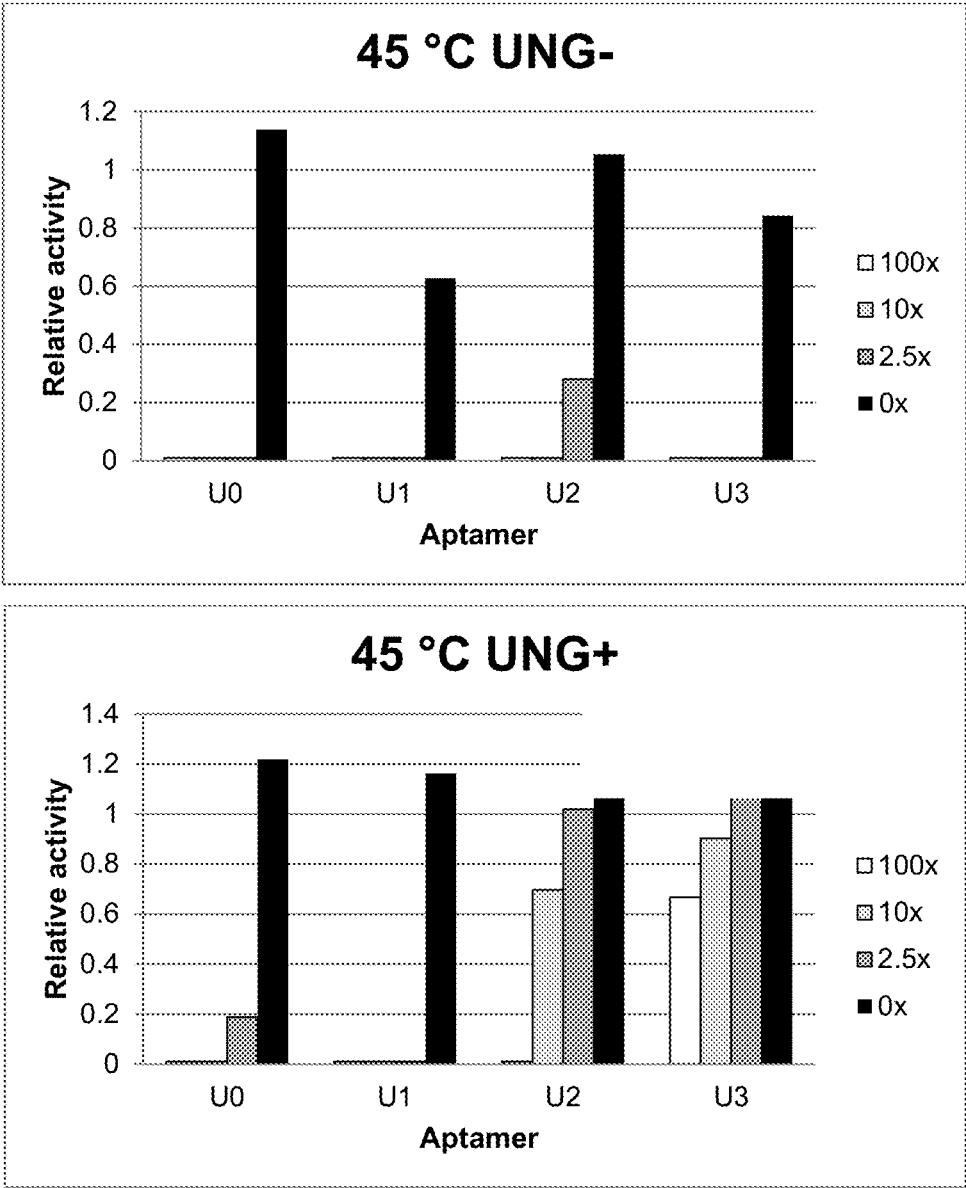 45 °C UNG-
1.2
1
0.8
0.6
0.4
0.2
0
Relative activity
U0 U1 U2 U3
Aptamer
100x
10x
2.5x
0x
45 °C UNG+
1.4
1.2
1
0.8
0.6
0.4
0.2
0
Relative activity
U0 U1 U2 U3
Aptamer
100x
10x
2.5x
0x